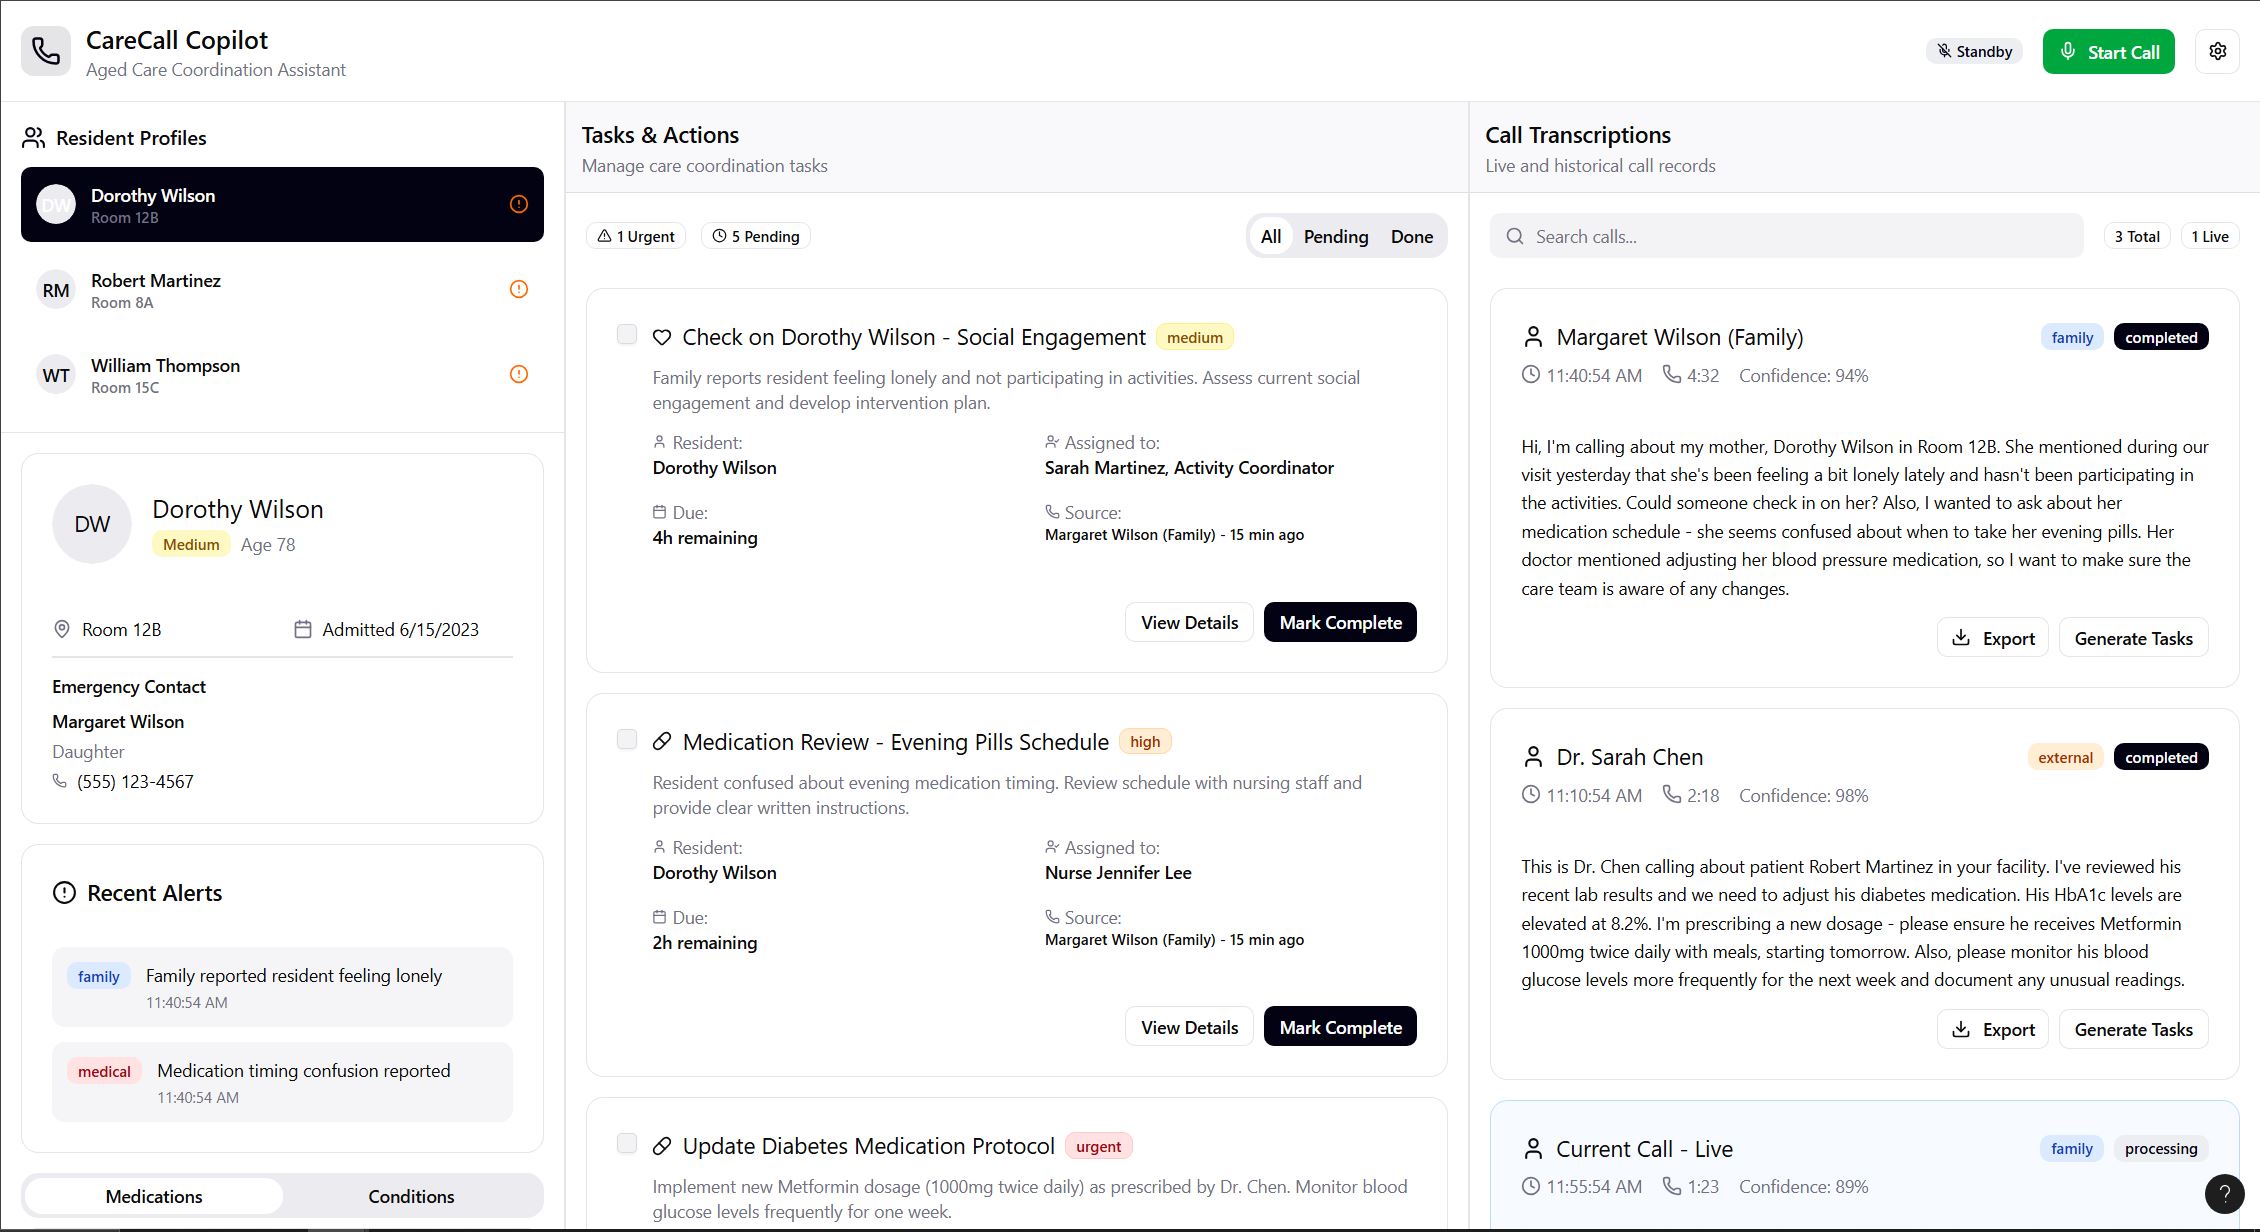 CareCall Copilot
Aged Care Coordination Assistant
Standby
Start Call
Resident Profiles
DW
Dorothy Wilson
Room 12B
RM
Robert Martinez
Room 8A
WT
William Thompson
Room 15C
DW
Dorothy Wilson
Medium Age 78
Room 12B
Admitted 6/15/2023
Emergency Contact
Margaret Wilson
Daughter
(555) 123-4567
Recent Alerts
family Family reported resident feeling lonely
11:40:54 AM
medical Medication timing confusion reported
11:40:54 AM
Medications
Conditions
Tasks & Actions
Manage care coordination tasks
1 Urgent
5 Pending
All
Pending
Done
Check on Dorothy Wilson - Social Engagement medium
Family reports resident feeling lonely and not participating in activities. Assess current social
engagement and develop intervention plan.
Resident:
Dorothy Wilson
Assigned to:
Sarah Martinez, Activity Coordinator
Due:
4h remaining
Source:
Margaret Wilson (Family) - 15 min ago
View Details
Mark Complete
Medication Review - Evening Pills Schedule high
Resident confused about evening medication timing. Review schedule with nursing staff and
provide clear written instructions.
Resident:
Dorothy Wilson
Assigned to:
Nurse Jennifer Lee
Due:
2h remaining
Source:
Margaret Wilson (Family) - 15 min ago
View Details
Mark Complete
Update Diabetes Medication Protocol urgent
Implement new Metformin dosage (1000mg twice daily) as prescribed by Dr. Chen. Monitor blood
glucose levels frequently for one week.
Call Transcriptions
Live and historical call records
Search calls...
3 Total
1 Live
Margaret Wilson (Family) family completed
11:40:54 AM 4:32 Confidence: 94%
Hi, I'm calling about my mother, Dorothy Wilson in Room 12B. She mentioned during our
visit yesterday that she's been feeling a bit lonely lately and hasn't been participating in
the activities. Could someone check in on her? Also, I wanted to ask about her
medication schedule - she seems confused about when to take her evening pills. Her
doctor mentioned adjusting her blood pressure medication, so I want to make sure the
care team is aware of any changes.
Export
Generate Tasks
Dr. Sarah Chen external completed
11:10:54 AM 2:18 Confidence: 98%
This is Dr. Chen calling about patient Robert Martinez in your facility. I've reviewed his
recent lab results and we need to adjust his diabetes medication. His HbA1c levels are
elevated at 8.2%. I'm prescribing a new dosage - please ensure he receives Metformin
1000mg twice daily with meals, starting tomorrow. Also, please monitor his blood
glucose levels more frequently for the next week and document any unusual readings.
Export
Generate Tasks
Current Call - Live family processing
11:55:54 AM 1:23 Confidence: 89%
?